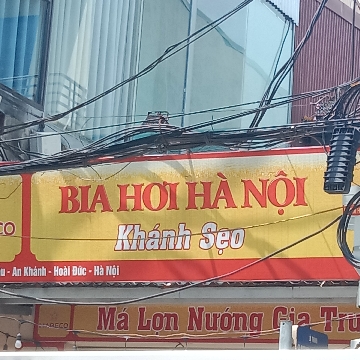 BIA HƠI HÀ NỘI
Khánh Sẹo
- An Khánh - Hoài Đức - Hà Nội
Má Lợn Nướng Gia